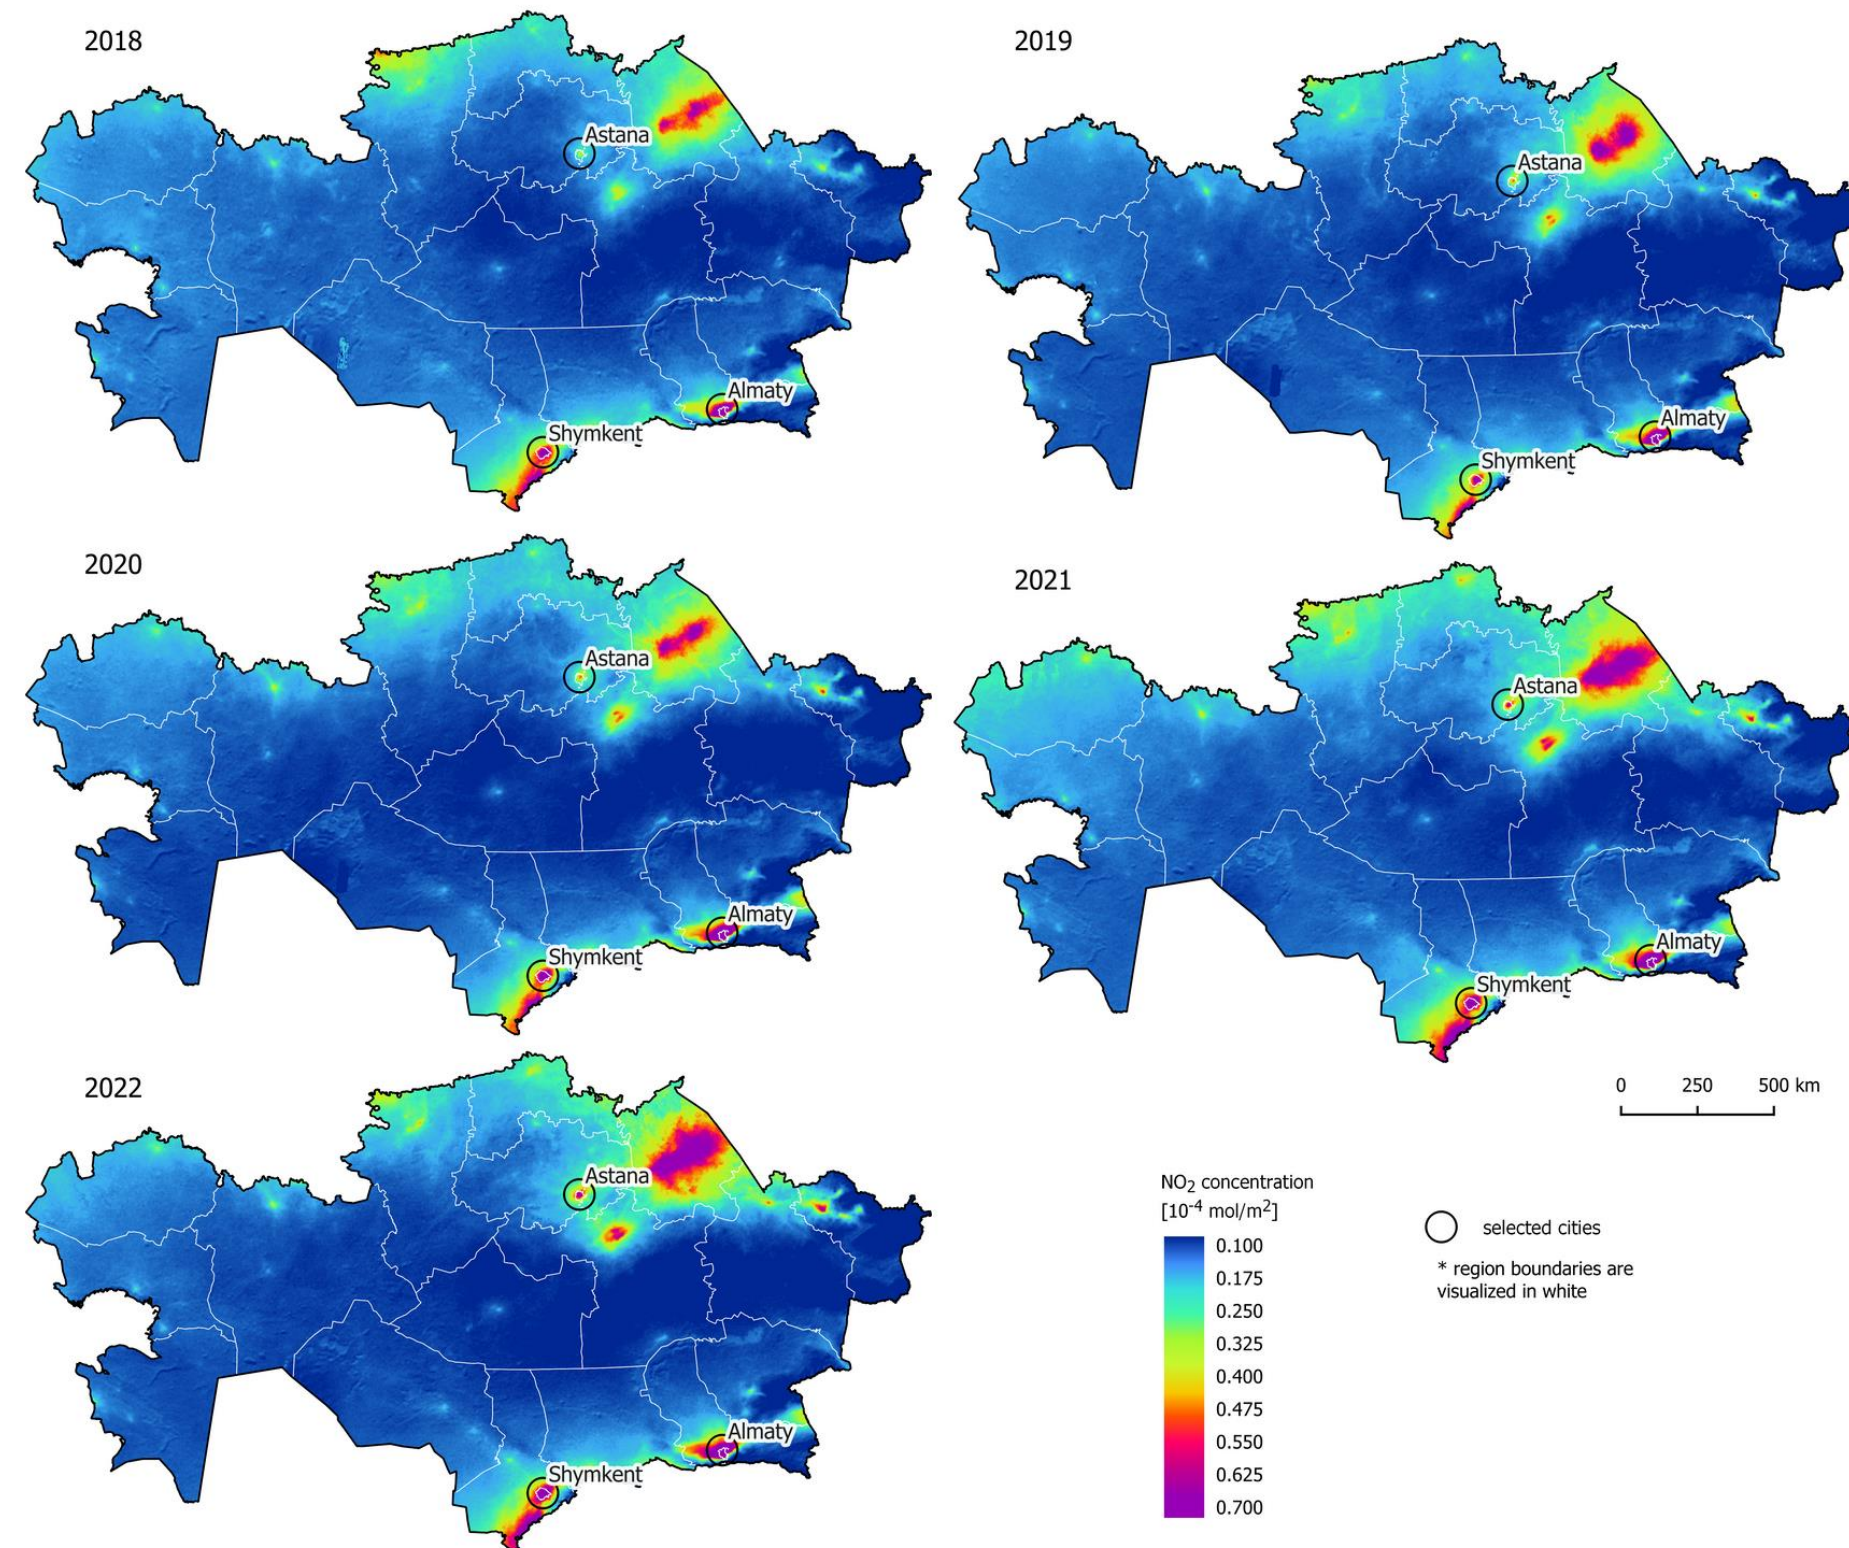 2018
Astana
Almaty
Shymkent
2019
Astana
Almaty
Shymkent
2020
Astana
Almaty
Shymkent
2021
Astana
Almaty
Shymkent
2022
Astana
Almaty
Shymkent
0 250 500 km
NO₂ concentration
[10⁻⁴ mol/m²]
0.100
0.175
0.250
0.325
0.400
0.475
0.550
0.625
0.700
selected cities
* region boundaries are
visualized in white